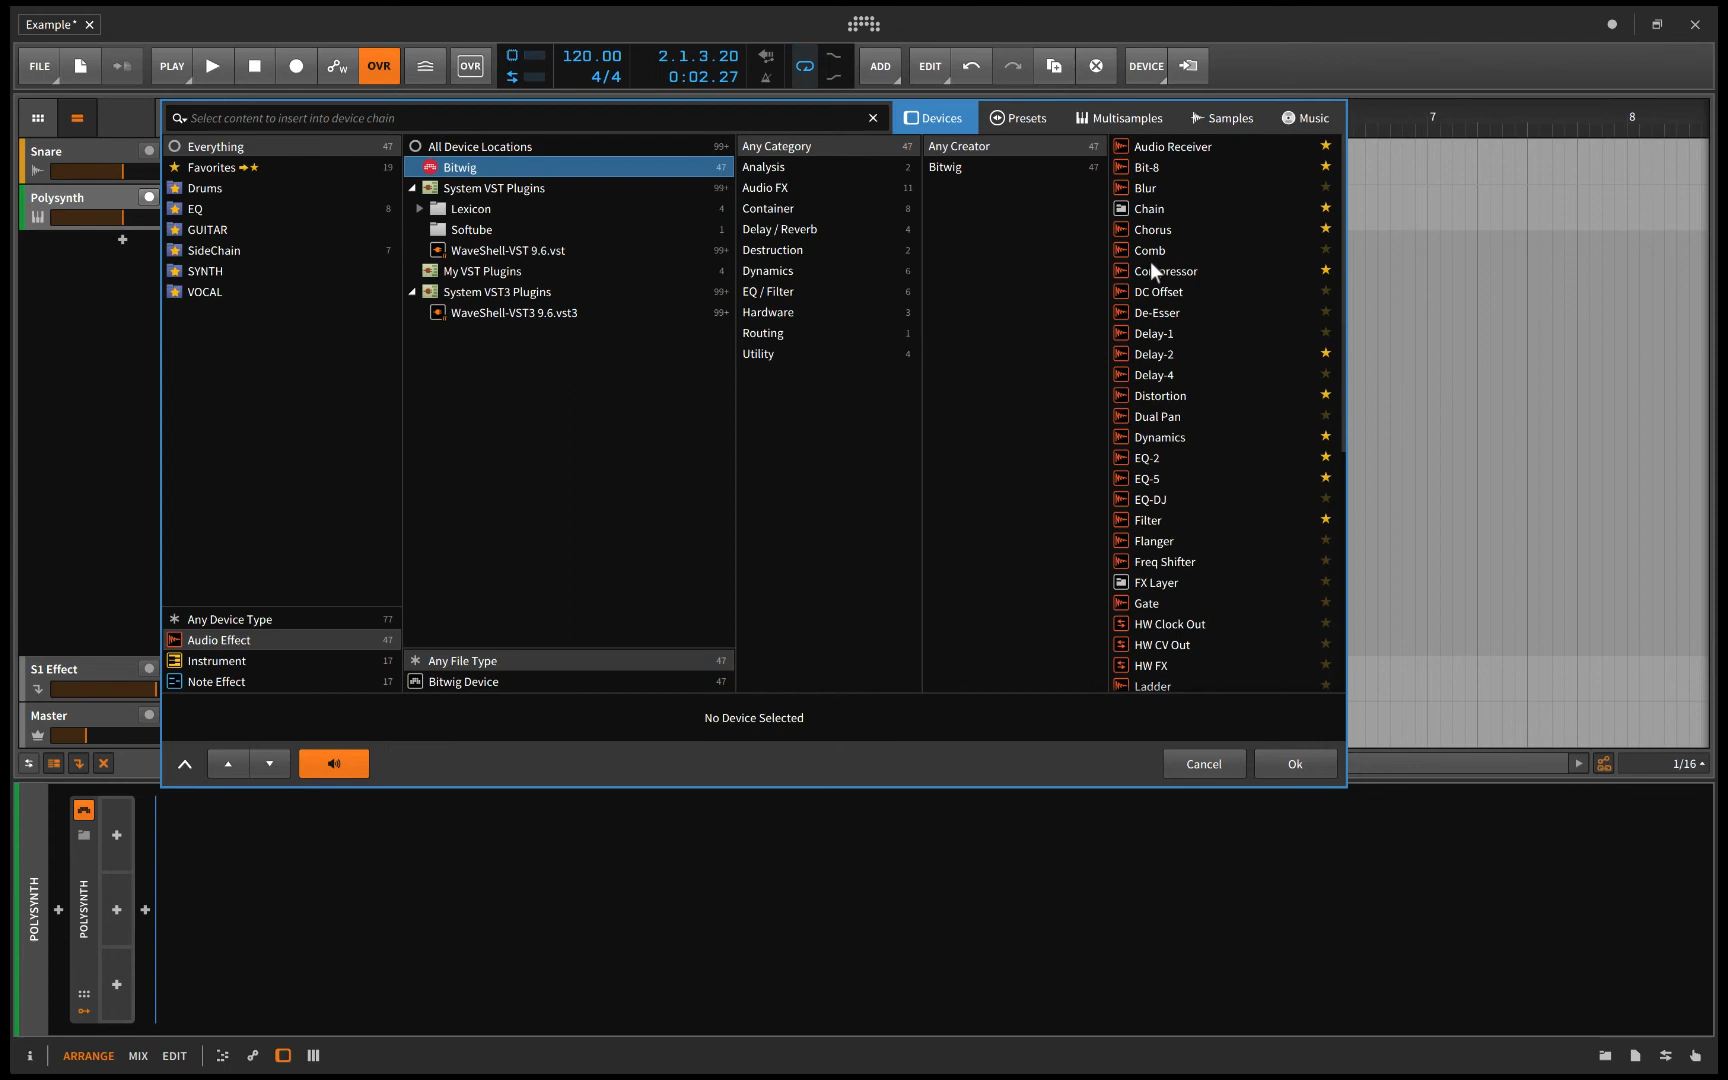 Example*
FILE
PLAY
OVR
OVR
120.00
4/4
2.1.3.20
0:02.27
ADD
EDIT
DEVICE
Select content to insert into device chain
Devices
Presets
Multisamples
Samples
Music
7
8
Snare
Polysynth
S1 Effect
Master
Everything 47
Favorites 19
Drums
EQ 8
GUITAR
SideChain 7
SYNTH
VOCAL
Any Device Type 77
Audio Effect 47
Instrument 17
Note Effect 17
All Device Locations 99+
Bitwig 47
System VST Plugins 99+
Lexicon 4
Softube 1
WaveShell-VST 9.6.vst 99+
My VST Plugins 4
System VST3 Plugins 99+
WaveShell-VST3 9.6.vst3 99+
Any File Type 47
Bitwig Device 47
Any Category 47
Analysis 2
Audio FX 11
Container 8
Delay / Reverb 4
Destruction 2
Dynamics 6
EQ / Filter 6
Hardware 3
Routing 1
Utility 4
Any Creator 47
Bitwig 47
Audio Receiver
Bit-8
Blur
Chain
Chorus
Comb
Compressor
DC Offset
De-Esser
Delay-1
Delay-2
Delay-4
Distortion
Dual Pan
Dynamics
EQ-2
EQ-5
EQ-DJ
Filter
Flanger
Freq Shifter
FX Layer
Gate
HW Clock Out
HW CV Out
HW FX
Ladder
No Device Selected
Cancel
Ok
1/16
POLYSYNTH
POLYSYNTH
i
ARRANGE
MIX
EDIT